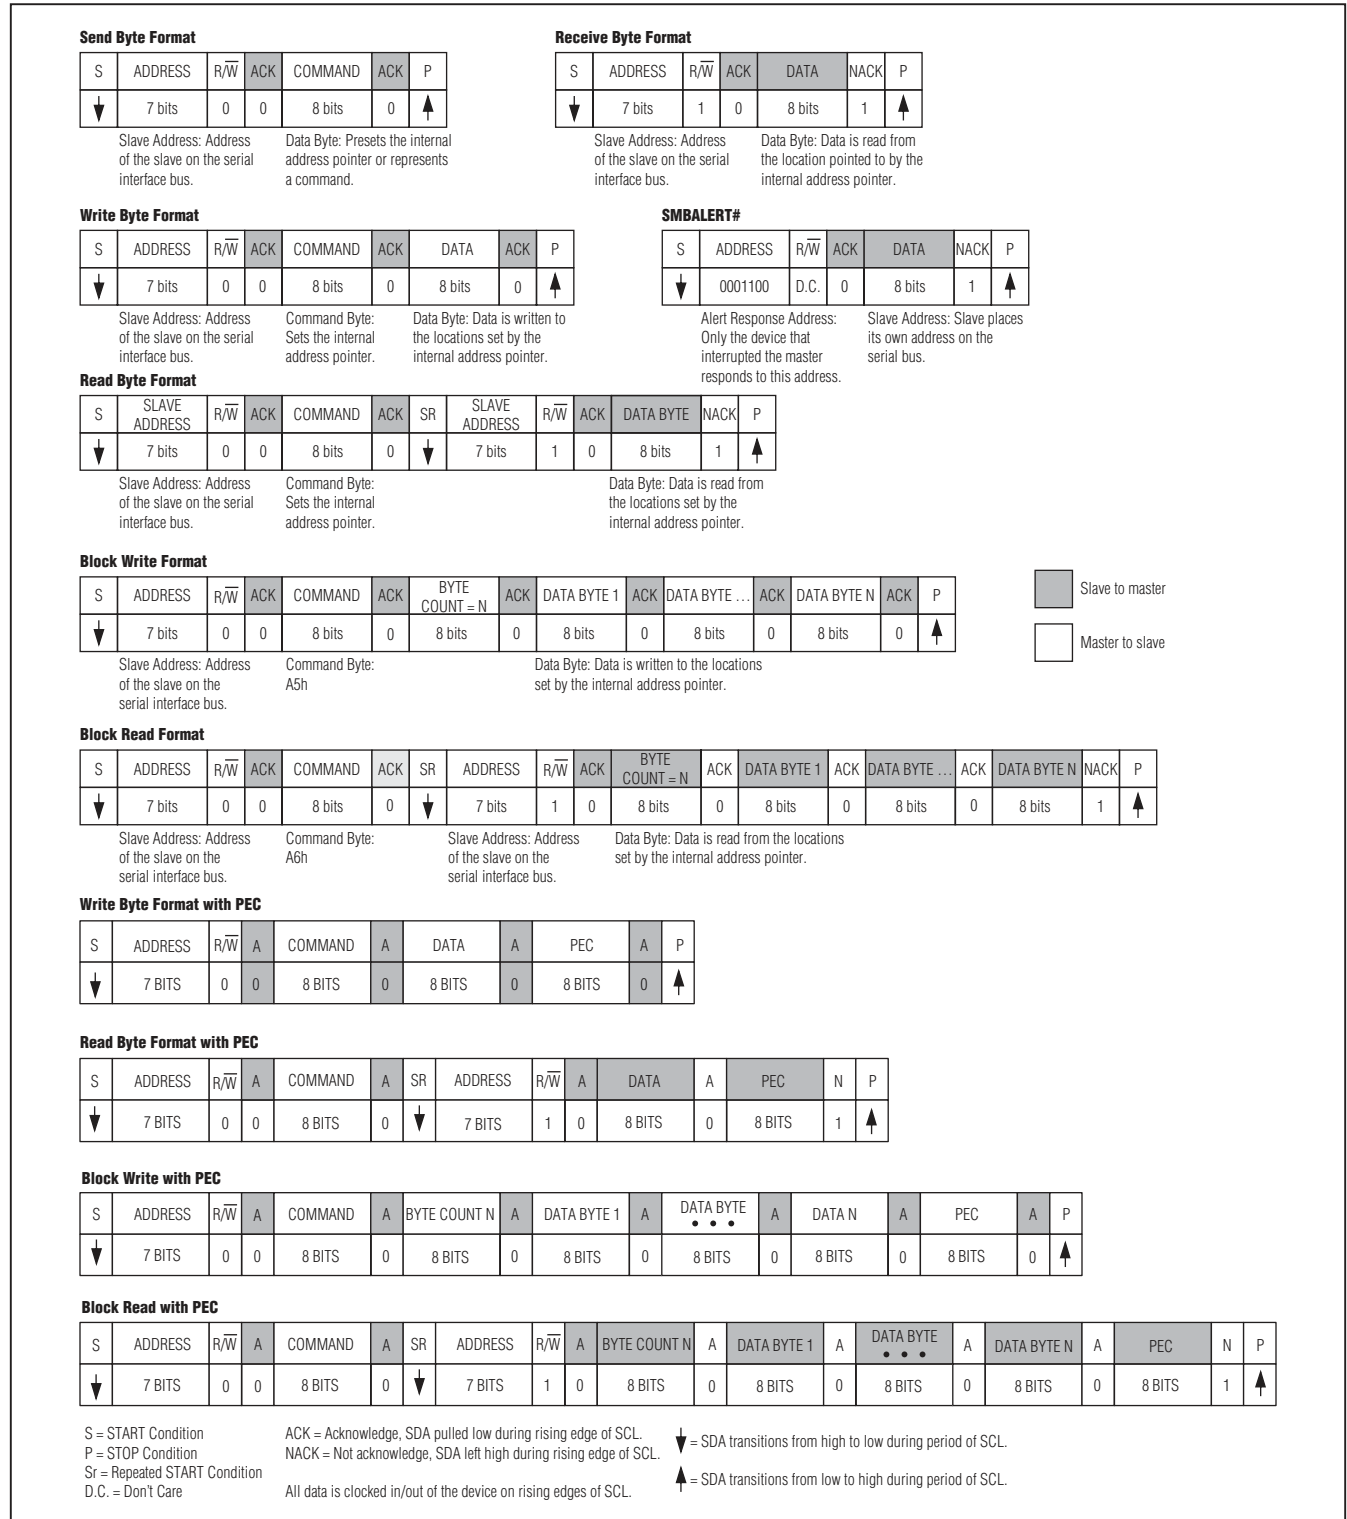 Send Byte Format
S ADDRESS R/W ACK COMMAND ACK P
7 bits 0 0 8 bits 0
Slave Address: Address
of the slave on the serial
interface bus.
Data Byte: Presets the internal
address pointer or represents
a command.
Receive Byte Format
S ADDRESS R/W ACK DATA NACK P
7 bits 1 0 8 bits 1
Slave Address: Address
of the slave on the serial
interface bus.
Data Byte: Data is read from
the location pointed to by the
internal address pointer.
Write Byte Format
S ADDRESS R/W ACK COMMAND ACK DATA ACK P
7 bits 0 0 8 bits 0 8 bits 0
Slave Address: Address
of the slave on the serial
interface bus.
Command Byte:
Sets the internal
address pointer.
Data Byte: Data is written to
the locations set by the
internal address pointer.
SMBALERT#
S ADDRESS R/W ACK DATA NACK P
0001100 D.C. 0 8 bits 1
Alert Response Address:
Only the device that
interrupted the master
responds to this address.
Slave Address: Slave places
its own address on the
serial bus.
Read Byte Format
S SLAVE ADDRESS R/W ACK COMMAND ACK SR SLAVE ADDRESS R/W ACK DATA BYTE NACK P
7 bits 0 0 8 bits 0 7 bits 1 0 8 bits 1
Slave Address: Address
of the slave on the serial
interface bus.
Command Byte:
Sets the internal
address pointer.
Data Byte: Data is read from
the locations set by the
internal address pointer.
Block Write Format
S ADDRESS R/W ACK COMMAND ACK BYTE COUNT = N ACK DATA BYTE 1 ACK DATA BYTE ... ACK DATA BYTE N ACK P
7 bits 0 0 8 bits 0 8 bits 0 8 bits 0 8 bits 0 8 bits 0
Slave Address: Address
of the slave on the
serial interface bus.
Command Byte:
A5h
Data Byte: Data is written to the locations
set by the internal address pointer.
Slave to master
Master to slave
Block Read Format
S ADDRESS R/W ACK COMMAND ACK SR ADDRESS R/W ACK BYTE COUNT = N ACK DATA BYTE 1 ACK DATA BYTE ... ACK DATA BYTE N NACK P
7 bits 0 0 8 bits 0 7 bits 1 0 8 bits 0 8 bits 0 8 bits 0 8 bits 1
Slave Address: Address
of the slave on the
serial interface bus.
Command Byte:
A6h
Slave Address: Address
of the slave on the
serial interface bus.
Data Byte: Data is read from the locations
set by the internal address pointer.
Write Byte Format with PEC
S ADDRESS R/W A COMMAND A DATA A PEC A P
7 BITS 0 0 8 BITS 0 8 BITS 0 8 BITS 0
Read Byte Format with PEC
S ADDRESS R/W A COMMAND A SR ADDRESS R/W A DATA A PEC N P
7 BITS 0 0 8 BITS 0 7 BITS 1 0 8 BITS 0 8 BITS 1
Block Write with PEC
S ADDRESS R/W A COMMAND A BYTE COUNT N A DATA BYTE 1 A DATA BYTE • • • A DATA N A PEC A P
7 BITS 0 0 8 BITS 0 8 BITS 0 8 BITS 0 8 BITS 0 8 BITS 0 8 BITS 0
Block Read with PEC
S ADDRESS R/W A COMMAND A SR ADDRESS R/W A BYTE COUNT N A DATA BYTE 1 A DATA BYTE • • • A DATA BYTE N A PEC N P
7 BITS 0 0 8 BITS 0 7 BITS 1 0 8 BITS 0 8 BITS 0 8 BITS 0 8 BITS 0 8 BITS 1
S = START Condition
P = STOP Condition
Sr = Repeated START Condition
D.C. = Don't Care
ACK = Acknowledge, SDA pulled low during rising edge of SCL.
NACK = Not acknowledge, SDA left high during rising edge of SCL.
All data is clocked in/out of the device on rising edges of SCL.
= SDA transitions from high to low during period of SCL.
= SDA transitions from low to high during period of SCL.